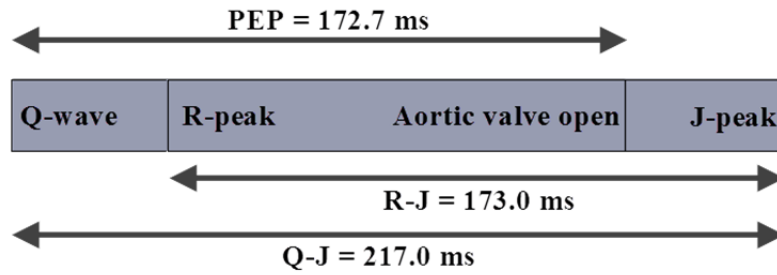 PEP = 172.7 ms
Q-wave R-peak Aortic valve open J-peak
R-J = 173.0 ms
Q-J = 217.0 ms